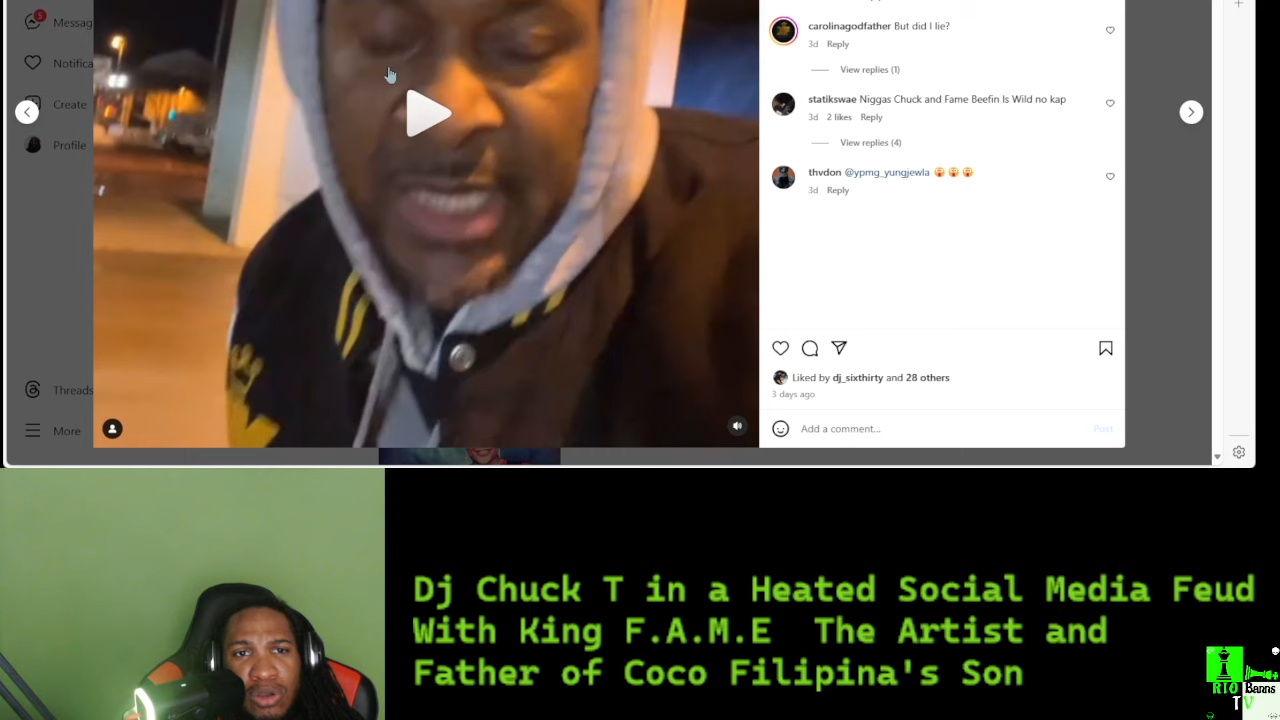 Messag
Notifica
Create
Profile
Threads
More
carolinagodfather But did I lie?
3d Reply
View replies (1)
statikswae Niggas Chuck and Fame Beefin Is Wild no kap
3d 2 likes Reply
View replies (4)
thvdon @ypmg_yungjewla
3d Reply
Liked by dj_sixthirty and 28 others
3 days ago
Add a comment...
Post
Dj Chuck T in a Heated Social Media Feud
With King F.A.M.E The Artist and
Father of Coco Filipina's Son
RIO Banns
TV